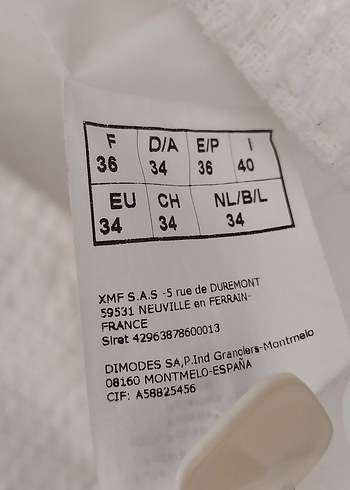 F D/A E/P I
36 34 36 40
EU CH NL/B/L
34 34 34
XMF S.A.S -5 rue de DUREMONT
59531 NEUVILLE en FERRAIN-
FRANCE
Siret 42963878600013
DIMODES SA,P.Ind Granolers-Montmelo
08160 MONTMELO-ESPAÑA
CIF: A58825456